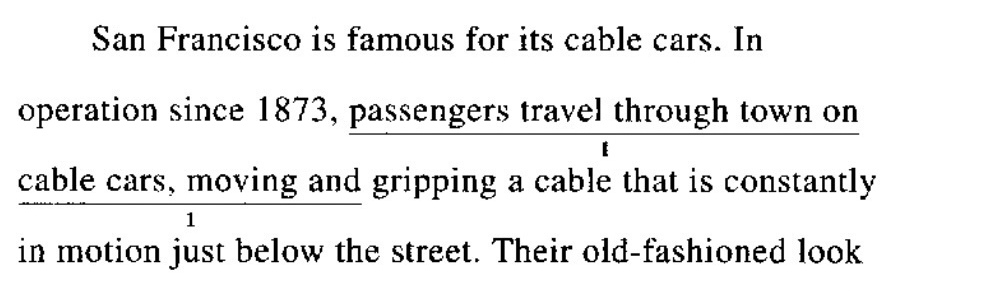 San Francisco is famous for its cable cars. In
operation since 1873, passengers travel through town on
1
cable cars, moving and gripping a cable that is constantly
1
in motion just below the street. Their old-fashioned look